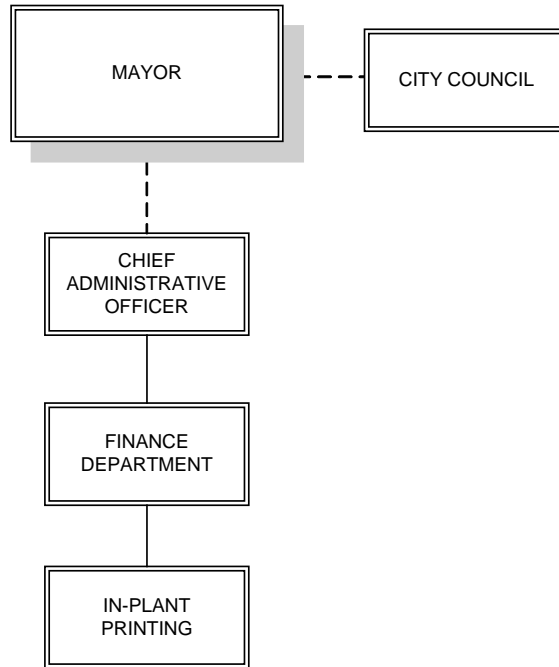 MAYOR
CITY COUNCIL
CHIEF
ADMINISTRATIVE
OFFICER
FINANCE
DEPARTMENT
IN-PLANT
PRINTING